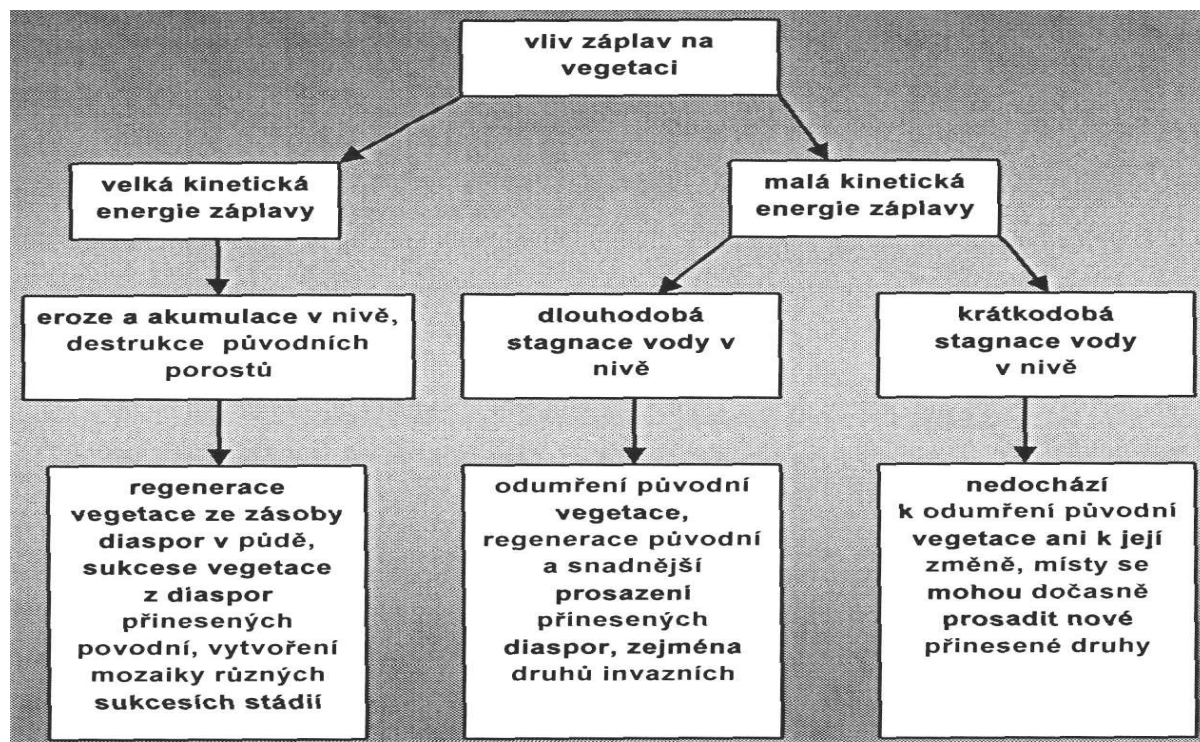 vliv záplav na
vegetaci
velká kinetická
energie záplavy
malá kinetická
energie záplavy
eroze a akumulace v nivě,
destrukce původních
porostů
dlouhodobá
stagnace vody v
nivě
krátkodobá
stagnace vody
v nivě
regenerace
vegetace ze zásoby
diaspor v půdě,
sukcese vegetace
z diaspor
přinesených
povodní, vytvoření
mozaiky různých
sukcesích stádií
odumření původní
vegetace,
regenerace původní
a snadnější
prosazení
přinesených
diaspor, zejména
druhů invazních
nedochází
k odumření původní
vegetace ani k její
změně, místy se
mohou dočasně
prosadit nové
přinesené druhy